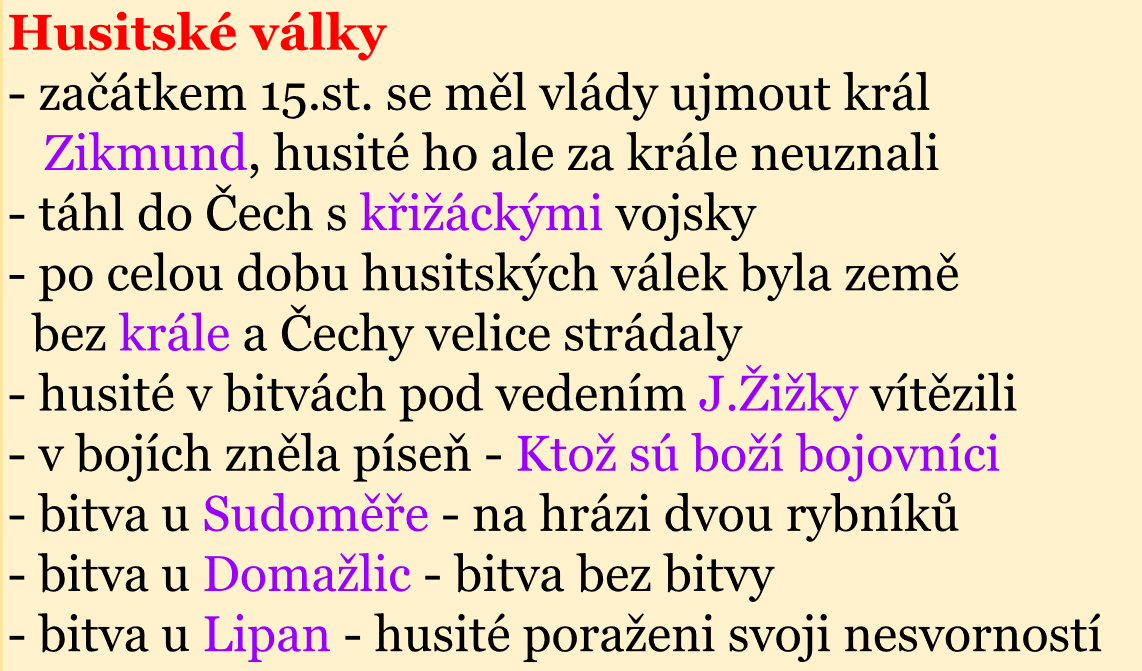 Husitské války
- začátkem 15.st. se měl vlády ujmout král
Zikmund, husité ho ale za krále neuznali
- táhl do Čech s křižáckými vojsky
- po celou dobu husitských válek byla země
bez krále a Čechy velice strádaly
- husité v bitvách pod vedením J.Žižky vítězili
- v bojích zněla píseň - Ktož sú boží bojovníci
- bitva u Sudoměře - na hrázi dvou rybníků
- bitva u Domažlic - bitva bez bitvy
- bitva u Lipan - husité poraženi svoji nesvorností